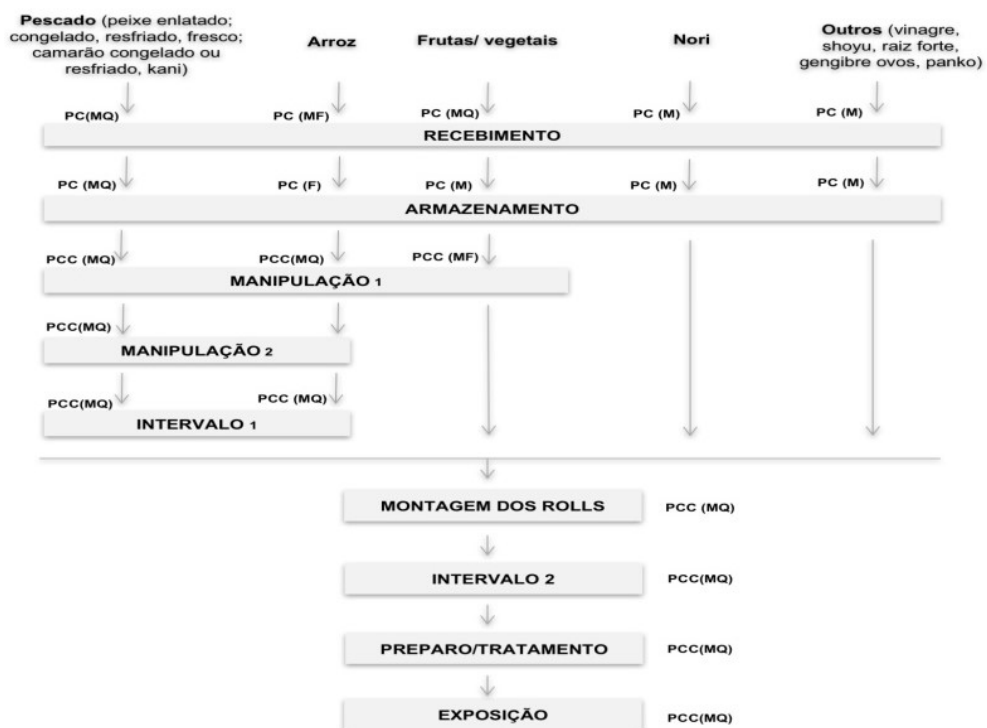 Pescado (peixe enlatado;
congelado, resfriado, fresco;
camarão congelado ou
resfriado, kani)
Arroz
Frutas/ vegetais
Nori
Outros (vinagre,
shoyu, raiz forte,
gengibre ovos, panko)
PC(MQ) PC (MF) PC (MQ) PC (M) PC (M)
RECEBIMENTO
PC (MQ) PC (F) PC (M) PC (M) PC (M)
ARMAZENAMENTO
PCC (MQ) PCC(MQ) PCC (MF)
MANIPULAÇÃO 1
PCC(MQ)
MANIPULAÇÃO 2
PCC(MQ) PCC (MQ)
INTERVALO 1
MONTAGEM DOS ROLLS PCC (MQ)
INTERVALO 2 PCC(MQ)
PREPARO/TRATAMENTO PCC(MQ)
EXPOSIÇÃO PCC(MQ)